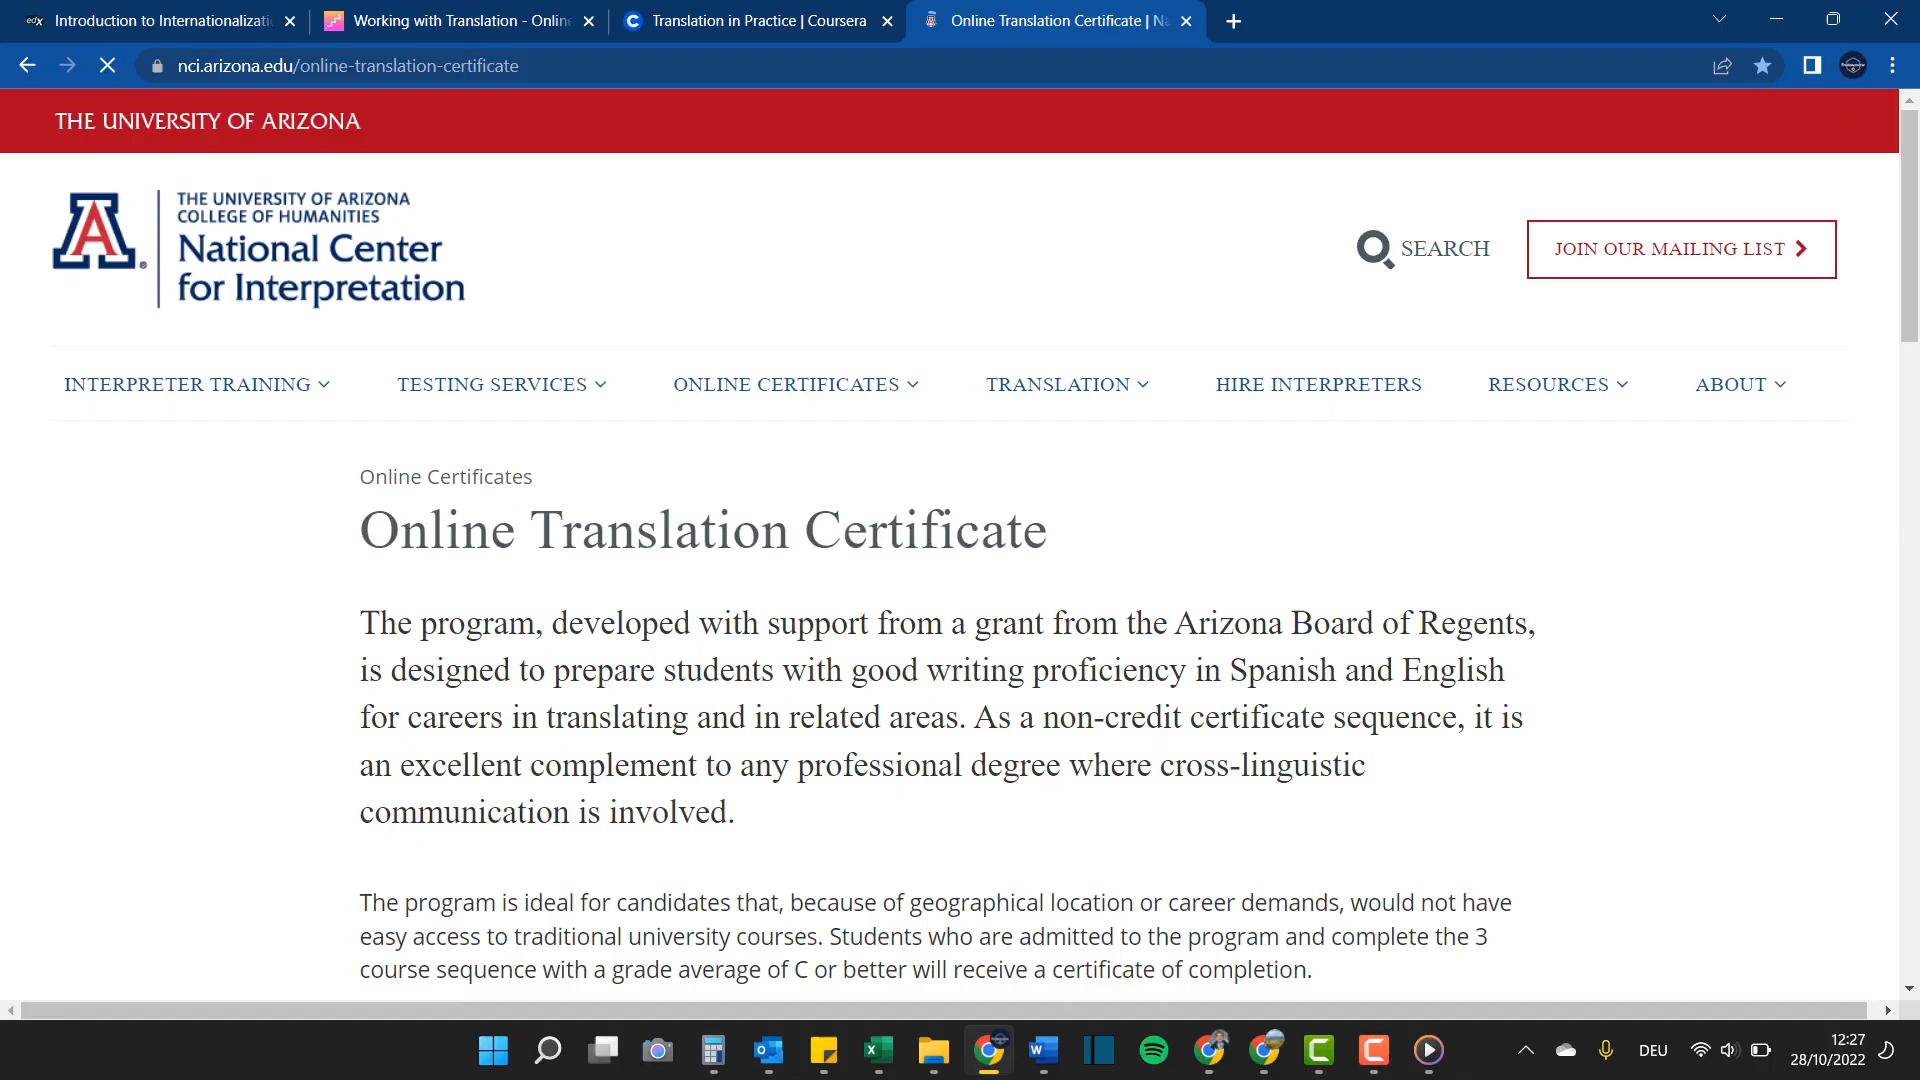 edX Introduction to Internationalizati
Working with Translation - Onlin
Translation in Practice | Coursera
Online Translation Certificate | Na
nci.arizona.edu/online-translation-certificate
THE UNIVERSITY OF ARIZONA
THE UNIVERSITY OF ARIZONA
COLLEGE OF HUMANITIES
National Center
for Interpretation
SEARCH
JOIN OUR MAILING LIST
INTERPRETER TRAINING TESTING SERVICES ONLINE CERTIFICATES TRANSLATION HIRE INTERPRETERS RESOURCES ABOUT
Online Certificates
Online Translation Certificate
The program, developed with support from a grant from the Arizona Board of Regents,
is designed to prepare students with good writing proficiency in Spanish and English
for careers in translating and in related areas. As a non-credit certificate sequence, it is
an excellent complement to any professional degree where cross-linguistic
communication is involved.
The program is ideal for candidates that, because of geographical location or career demands, would not have
easy access to traditional university courses. Students who are admitted to the program and complete the 3
course sequence with a grade average of C or better will receive a certificate of completion.
DEU
12:27
28/10/2022